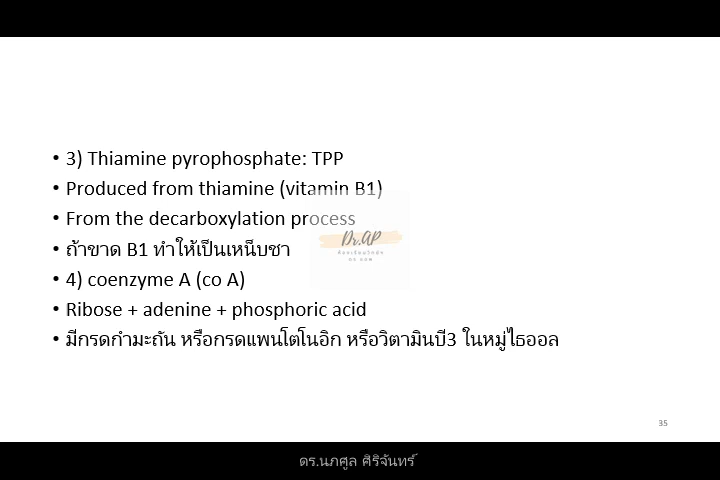 • 3) Thiamine pyrophosphate: TPP
• Produced from thiamine (vitamin B1)
• From the decarboxylation process
• ถ้าขาด B1 ทำให้เป็นเหน็บชา
• 4) coenzyme A (co A)
• Ribose + adenine + phosphoric acid
• มีกรดกำมะถัน หรือกรดแพนโตโนอิก หรือวิตามินบี3 ในหมู่ไธออล
Dr.AP
35
ดร.นภศูล ศิริจันทร์